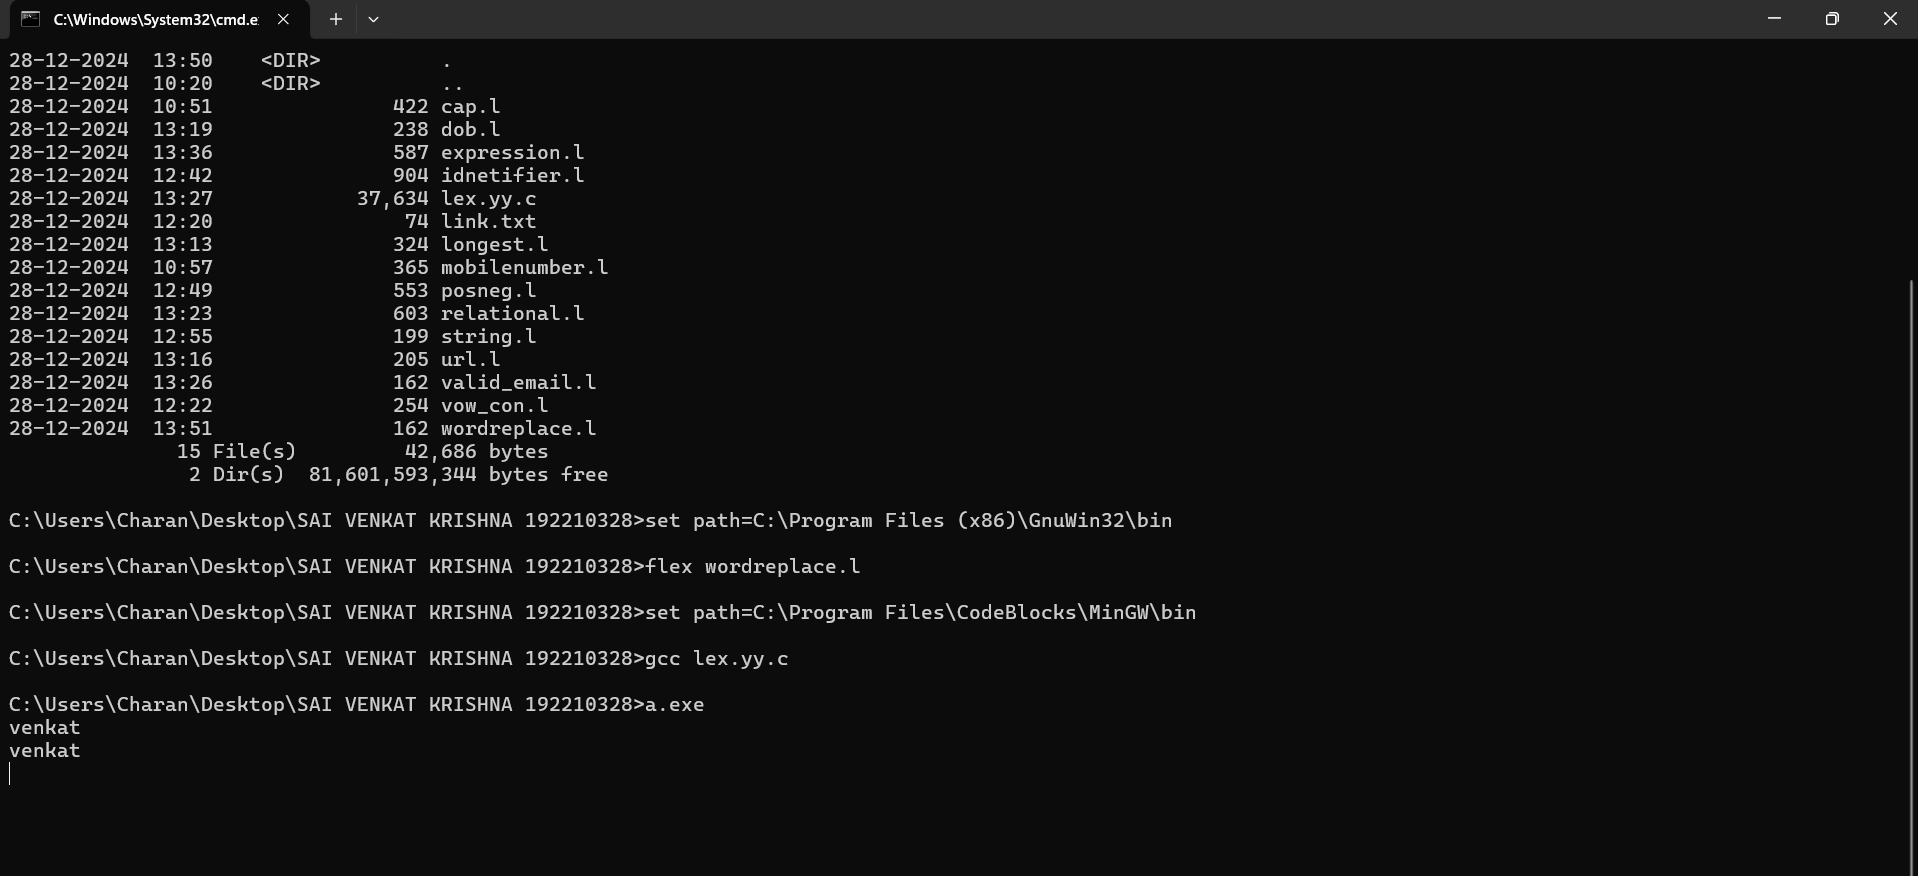 C:\Windows\System32\cmd.e
28-12-2024  13:50    <DIR>          .
28-12-2024  10:20    <DIR>          ..
28-12-2024  10:51               422 cap.l
28-12-2024  13:19               238 dob.l
28-12-2024  13:36               587 expression.l
28-12-2024  12:42               904 idnetifier.l
28-12-2024  13:27            37,634 lex.yy.c
28-12-2024  12:20                74 link.txt
28-12-2024  13:13               324 longest.l
28-12-2024  10:57               365 mobilenumber.l
28-12-2024  12:49               553 posneg.l
28-12-2024  13:23               603 relational.l
28-12-2024  12:55               199 string.l
28-12-2024  13:16               205 url.l
28-12-2024  13:26               162 valid_email.l
28-12-2024  12:22               254 vow_con.l
28-12-2024  13:51               162 wordreplace.l
              15 File(s)         42,686 bytes
               2 Dir(s)  81,601,593,344 bytes free
C:\Users\Charan\Desktop\SAI VENKAT KRISHNA 192210328>set path=C:\Program Files (x86)\GnuWin32\bin
C:\Users\Charan\Desktop\SAI VENKAT KRISHNA 192210328>flex wordreplace.l
C:\Users\Charan\Desktop\SAI VENKAT KRISHNA 192210328>set path=C:\Program Files\CodeBlocks\MinGW\bin
C:\Users\Charan\Desktop\SAI VENKAT KRISHNA 192210328>gcc lex.yy.c
C:\Users\Charan\Desktop\SAI VENKAT KRISHNA 192210328>a.exe
venkat
venkat